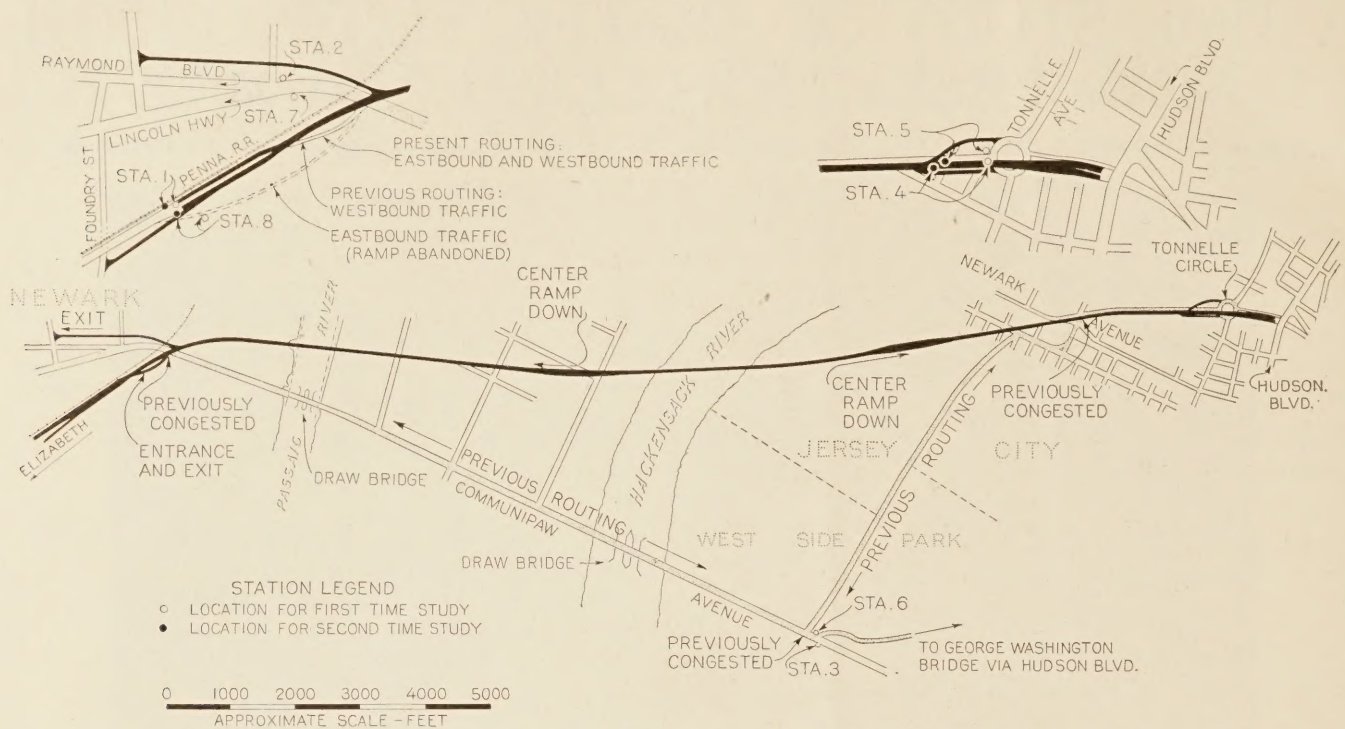 STA. 2
RAYMOND BLVD.
STA. 7
LINCOLN HWY
FOUNDRY ST.
PENNA. R.R.
STA. 1
STA. 8
PRESENT ROUTING:
EASTBOUND AND WESTBOUND TRAFFIC
PREVIOUS ROUTING:
WESTBOUND TRAFFIC
EASTBOUND TRAFFIC
(RAMP ABANDONED)
STA. 5
STA. 4
TONNELLE
AVE
HUDSON BLVD.
TONNELLE
CIRCLE
NEWARK
EXIT
PREVIOUSLY
CONGESTED
ENTRANCE
AND EXIT
ELIZABETH
PASSAIC RIVER
DRAW BRIDGE
CENTER
RAMP
DOWN
HACKENSACK RIVER
CENTER
RAMP
DOWN
NEWARK AVENUE
PREVIOUSLY
CONGESTED
HUDSON.
BLVD.
JERSEY CITY
PREVIOUS ROUTING
COMMUNIPAW AVENUE
DRAW BRIDGE
WEST SIDE PARK
PREVIOUS ROUTING
STA. 6
PREVIOUSLY
CONGESTED
STA. 3
TO GEORGE WASHINGTON
BRIDGE VIA HUDSON BLVD.
STATION LEGEND
○ LOCATION FOR FIRST TIME STUDY
● LOCATION FOR SECOND TIME STUDY
0 1000 2000 3000 4000 5000
APPROXIMATE SCALE - FEET